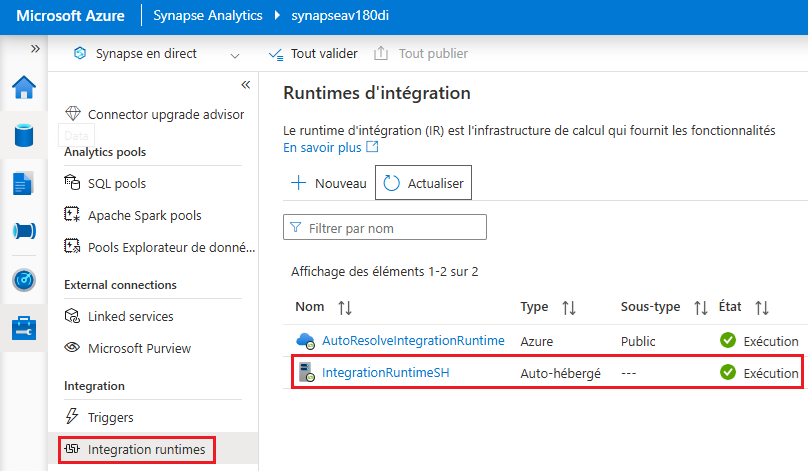 Microsoft Azure Synapse Analytics synapseav180di
Synapse en direct Tout valider Tout publier
Connector upgrade advisor
Data
Analytics pools
SQL pools
Apache Spark pools
Pools Explorateur de donné...
External connections
Linked services
Microsoft Purview
Integration
Triggers
Integration runtimes
Runtimes d'intégration
Le runtime d'intégration (IR) est l'infrastructure de calcul qui fournit les fonctionnalités
En savoir plus
Nouveau Actualiser
Filtrer par nom
Affichage des éléments 1-2 sur 2
Nom Type Sous-type État
AutoResolveIntegrationRuntime Azure Public Exécution
IntegrationRuntimeSH Auto-hébergé --- Exécution